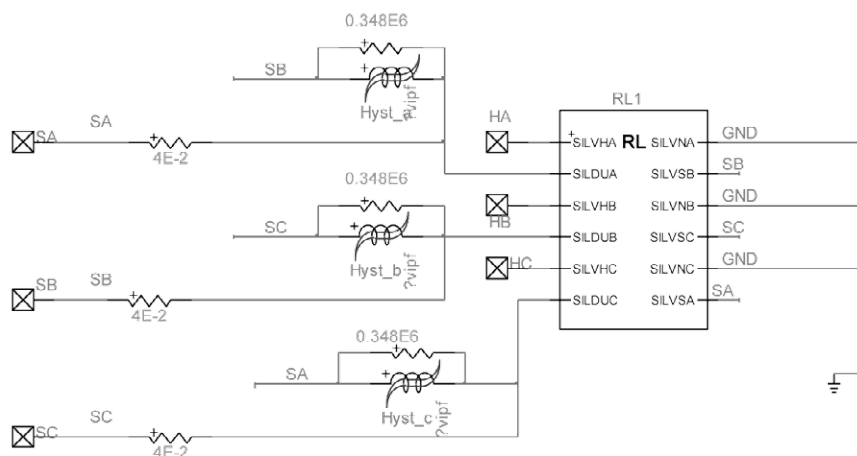 0.348E6
+
SB
+
Hyst_a
?vipf
RL1
HA
SA
SA
+
4E-2
+
SILVHA
RL
SILVNA
GND
SILDUA
SILVSB
SB
0.348E6
+
SILVHB
SILVNB
GND
HB
SC
+
SILDUB
SILVSC
SC
Hyst_b
?vipf
HC
SILVHC
SILVNC
GND
SB
SB
+
4E-2
SILDUC
SILVSA
SA
0.348E6
+
SA
+
Hyst_c
?vipf
SC
SC
+
4E-2